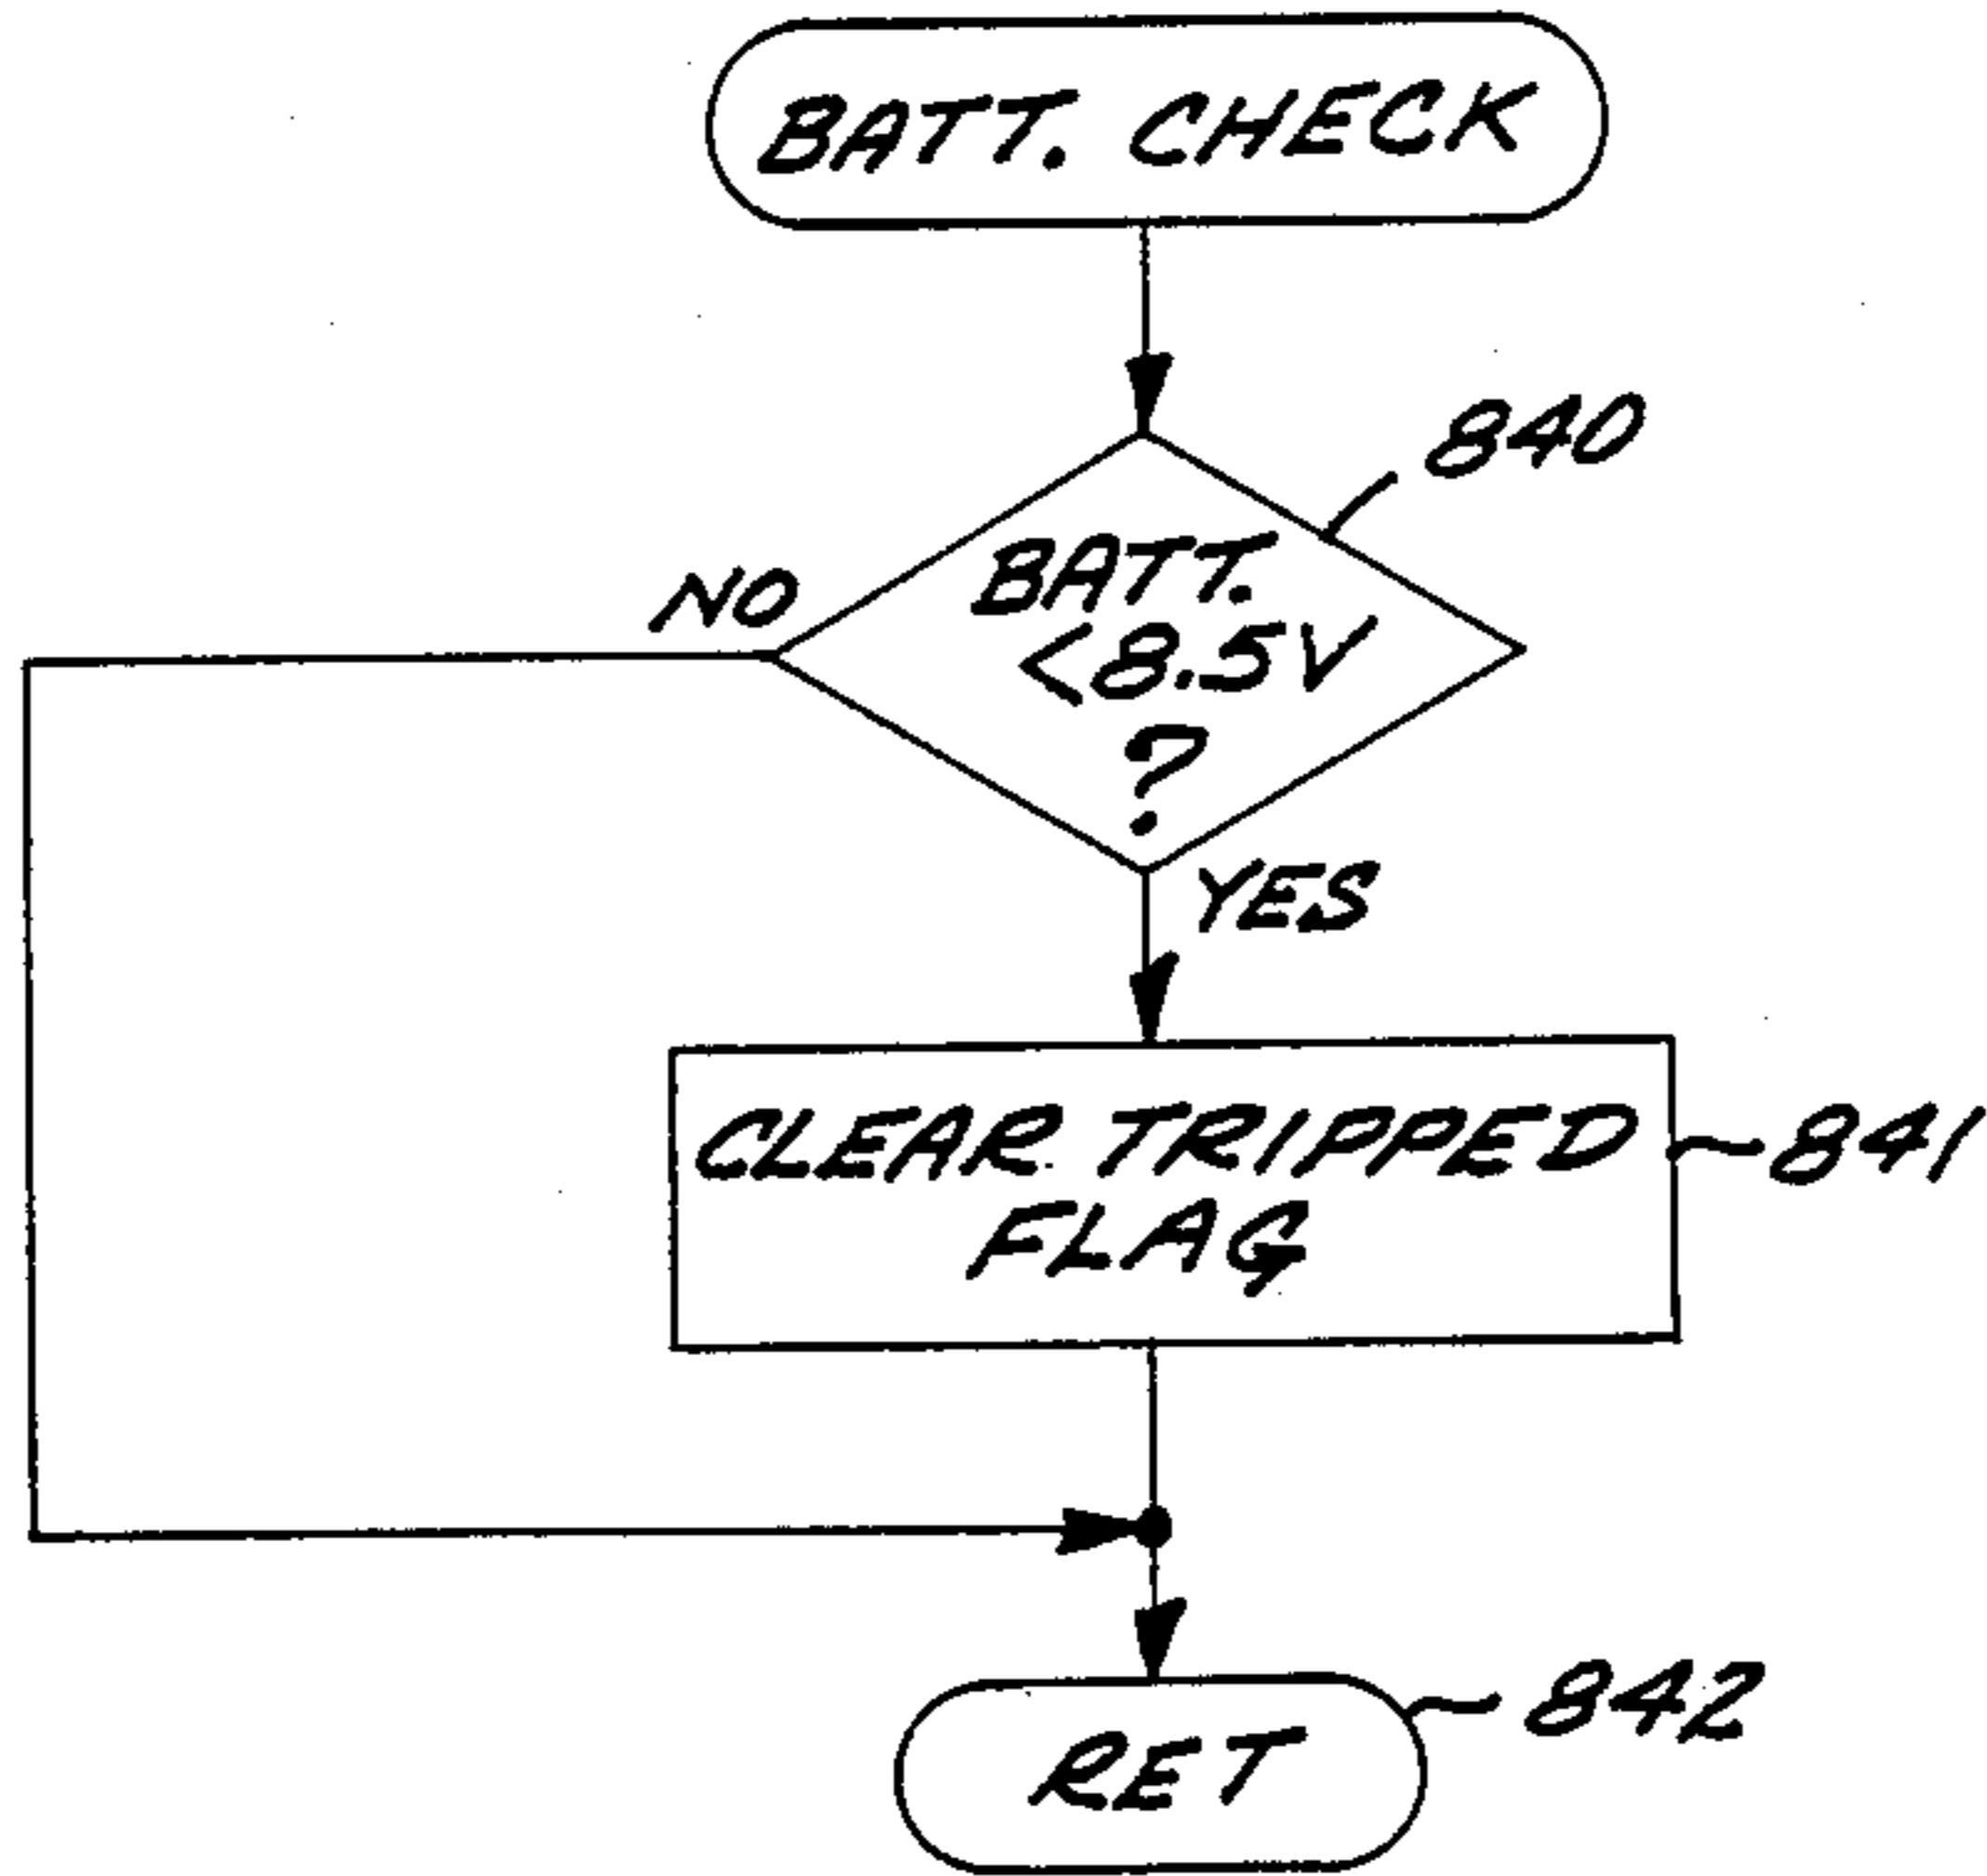 BATT. CHECK
840
BATT.
<8.5V
?
NO
YES
CLEAR TRIPPED
FLAG
841
842
RET